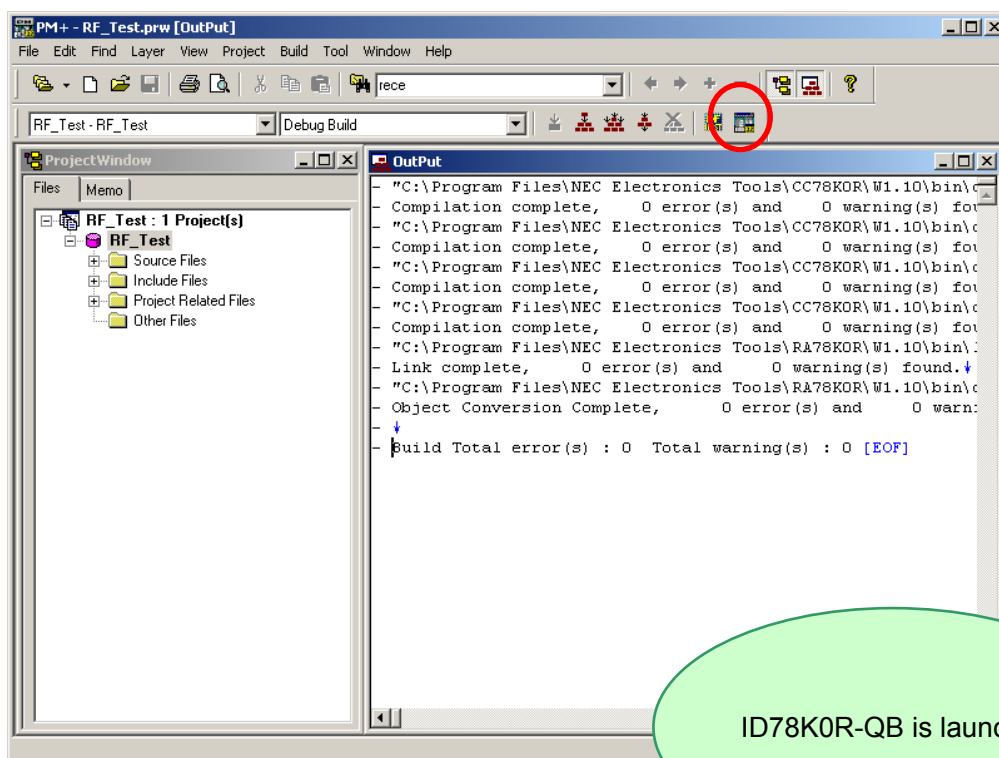 PM+ - RF_Test.prw [OutPut]
File Edit Find Layer View Project Build Tool Window Help
rece
RF_Test - RF_Test Debug Build
ProjectWindow
Files Memo
RF_Test : 1 Project(s)
RF_Test
Source Files
Include Files
Project Related Files
Other Files
OutPut
- "C:\Program Files\NEC Electronics Tools\CC78K0R\W1.10\bin\
- Compilation complete, 0 error(s) and 0 warning(s)
- "C:\Program Files\NEC Electronics Tools\CC78K0R\W1.10\bin\
- Compilation complete, 0 error(s) and 0 warning(s)
- "C:\Program Files\NEC Electronics Tools\CC78K0R\W1.10\bin\
- Compilation complete, 0 error(s) and 0 warning(s)
- "C:\Program Files\NEC Electronics Tools\CC78K0R\W1.10\bin\
- Compilation complete, 0 error(s) and 0 warning(s)
- "C:\Program Files\NEC Electronics Tools\RA78K0R\W1.10\bin\
- Link complete, 0 error(s) and 0 warning(s) found.↓
- "C:\Program Files\NEC Electronics Tools\RA78K0R\W1.10\bin\
- Object Conversion Complete, 0 error(s) and 0
- ↓
- Build Total error(s) : 0 Total warning(s) : 0 [EOF]
ID78K0R-QB is